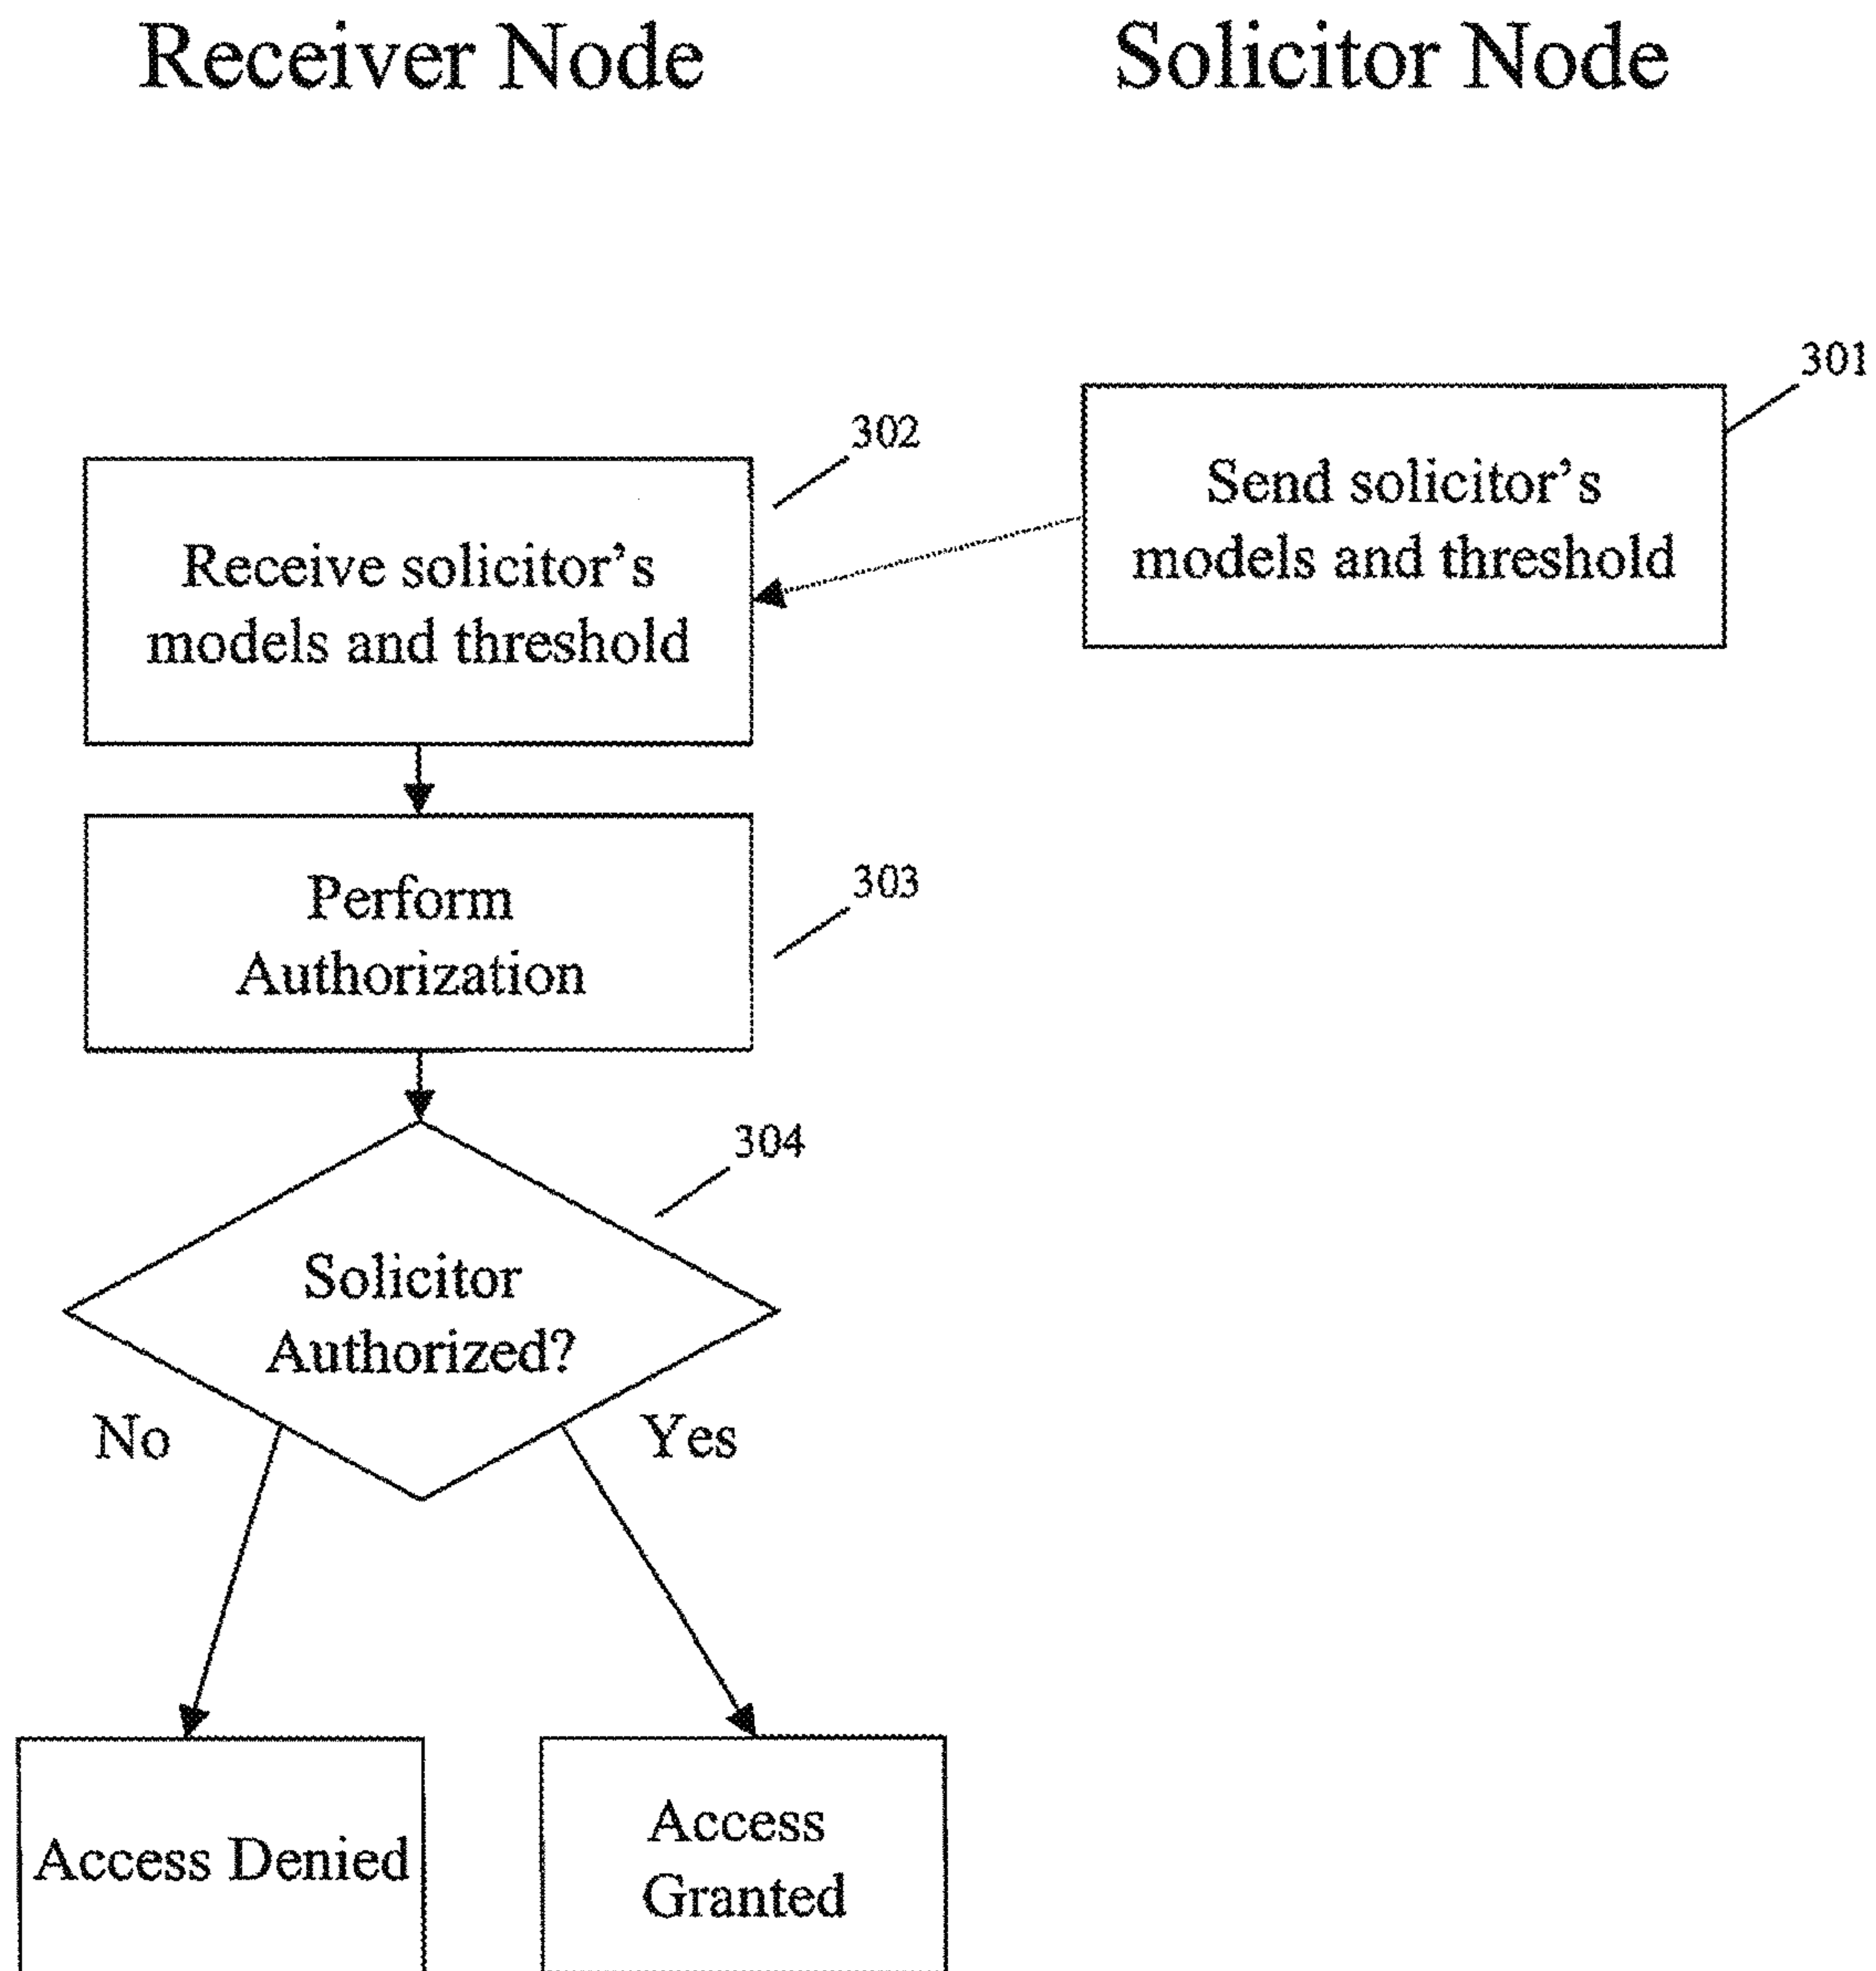 Receiver Node
Solicitor Node
301
Send solicitor's
models and threshold
302
Receive solicitor's
models and threshold
303
Perform
Authorization
304
Solicitor
Authorized?
No
Yes
Access Denied
Access
Granted